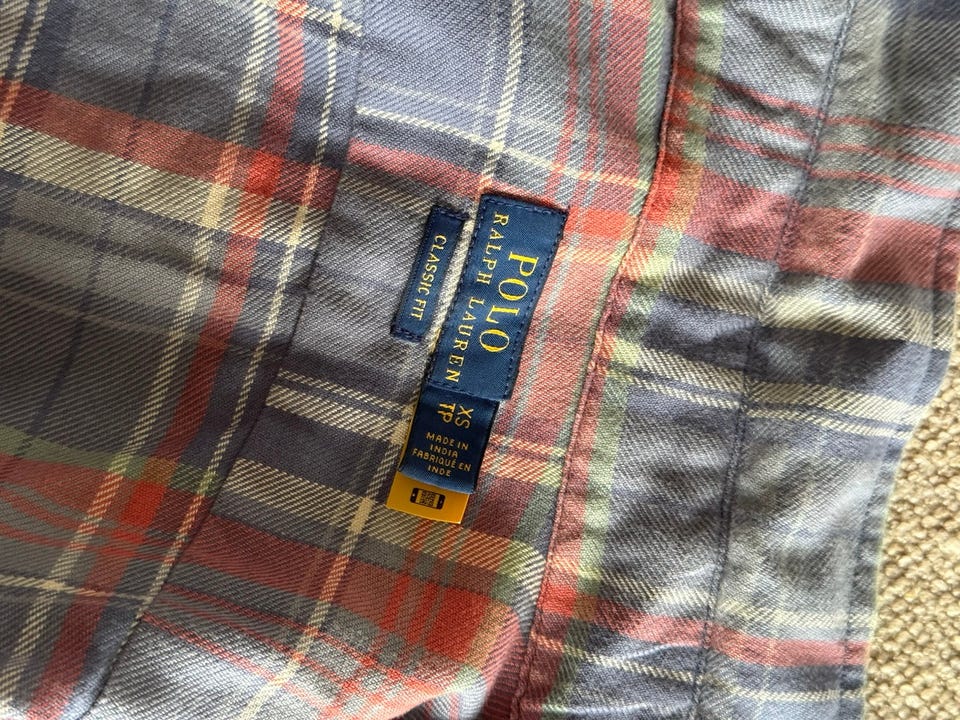 POLO
RALPH LAUREN
CLASSIC FIT
XS
TP
MADE IN
INDIA
FABRIQUÉ EN
INDE